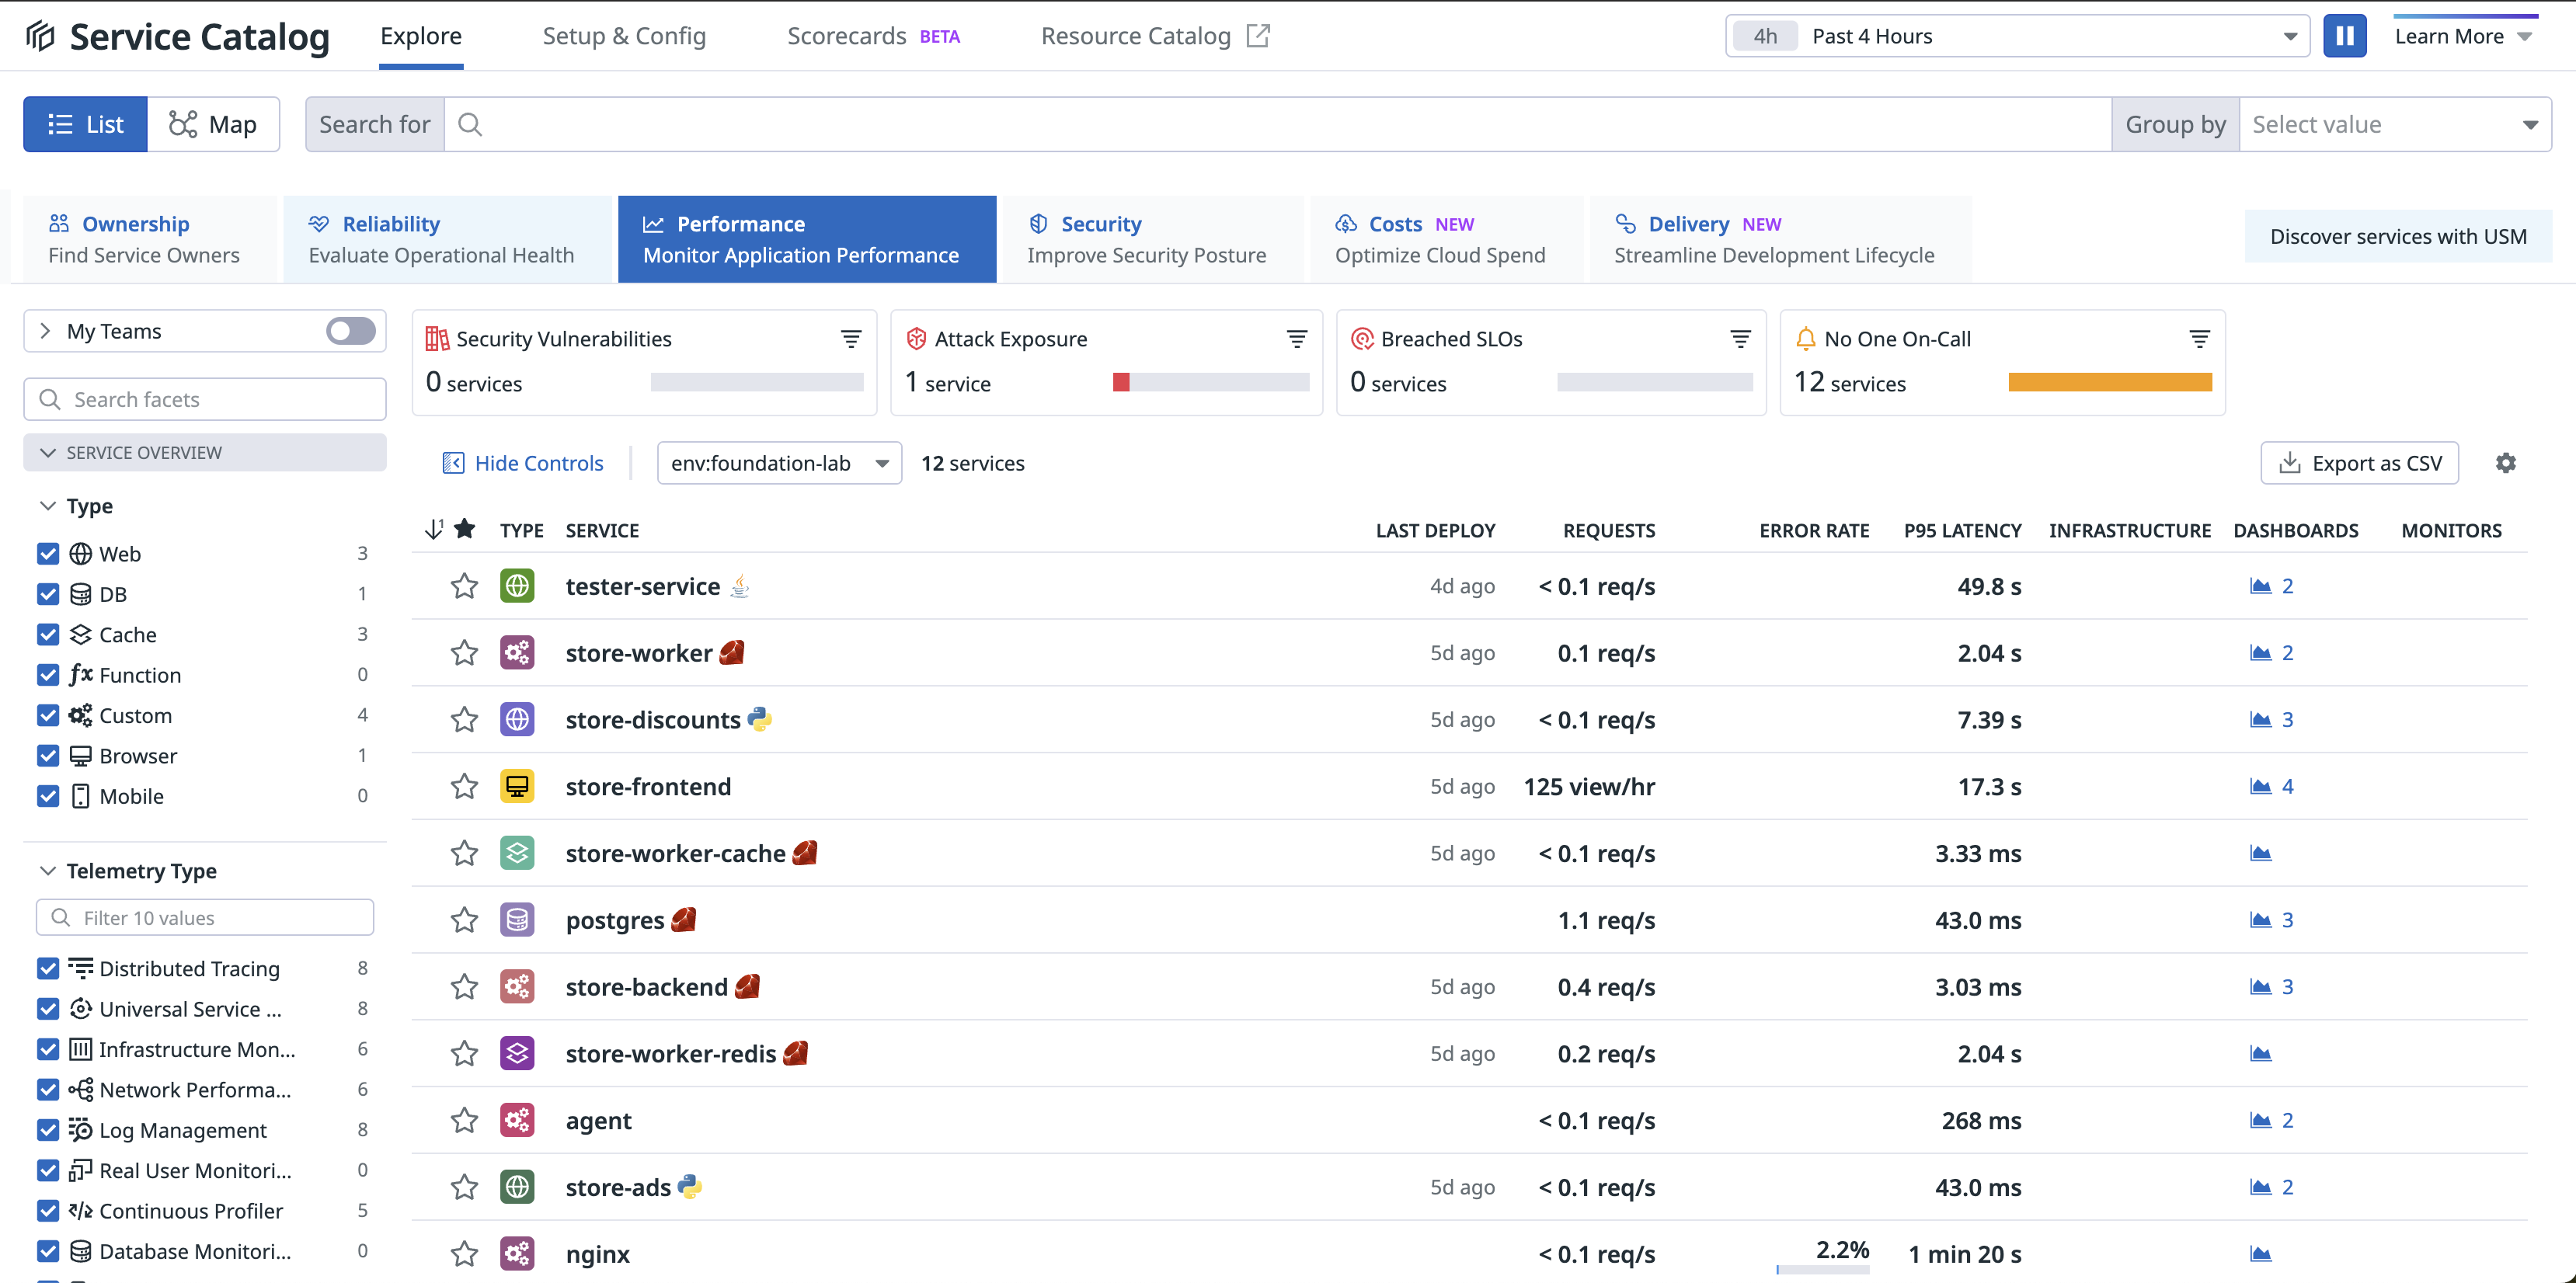 Service Catalog Explore Setup & Config Scorecards BETA Resource Catalog 4h Past 4 Hours Learn More
List Map Search for Group by Select value
Ownership Reliability Performance Security Costs NEW Delivery NEW
Find Service Owners Evaluate Operational Health Monitor Application Performance Improve Security Posture Optimize Cloud Spend Streamline Development Lifecycle Discover services with USM
My Teams
Search facets
SERVICE OVERVIEW
Type
Web 3
DB 1
Cache 3
Function 0
Custom 4
Browser 1
Mobile 0
Telemetry Type
Filter 10 values
Distributed Tracing 8
Universal Service ... 8
Infrastructure Mon... 6
Network Performa... 6
Log Management 8
Real User Monitori... 0
Continuous Profiler 5
Database Monitori... 0
Security Vulnerabilities Attack Exposure Breached SLOs No One On-Call
0 services 1 service 0 services 12 services
Hide Controls env:foundation-lab 12 services Export as CSV
1 TYPE SERVICE LAST DEPLOY REQUESTS ERROR RATE P95 LATENCY INFRASTRUCTURE DASHBOARDS MONITORS
tester-service 4d ago < 0.1 req/s 49.8 s 2
store-worker 5d ago 0.1 req/s 2.04 s 2
store-discounts 5d ago < 0.1 req/s 7.39 s 3
store-frontend 5d ago 125 view/hr 17.3 s 4
store-worker-cache 5d ago < 0.1 req/s 3.33 ms
postgres 1.1 req/s 43.0 ms 3
store-backend 5d ago 0.4 req/s 3.03 ms 3
store-worker-redis 5d ago 0.2 req/s 2.04 s
agent < 0.1 req/s 268 ms 2
store-ads 5d ago < 0.1 req/s 43.0 ms 2
nginx < 0.1 req/s 2.2% 1 min 20 s